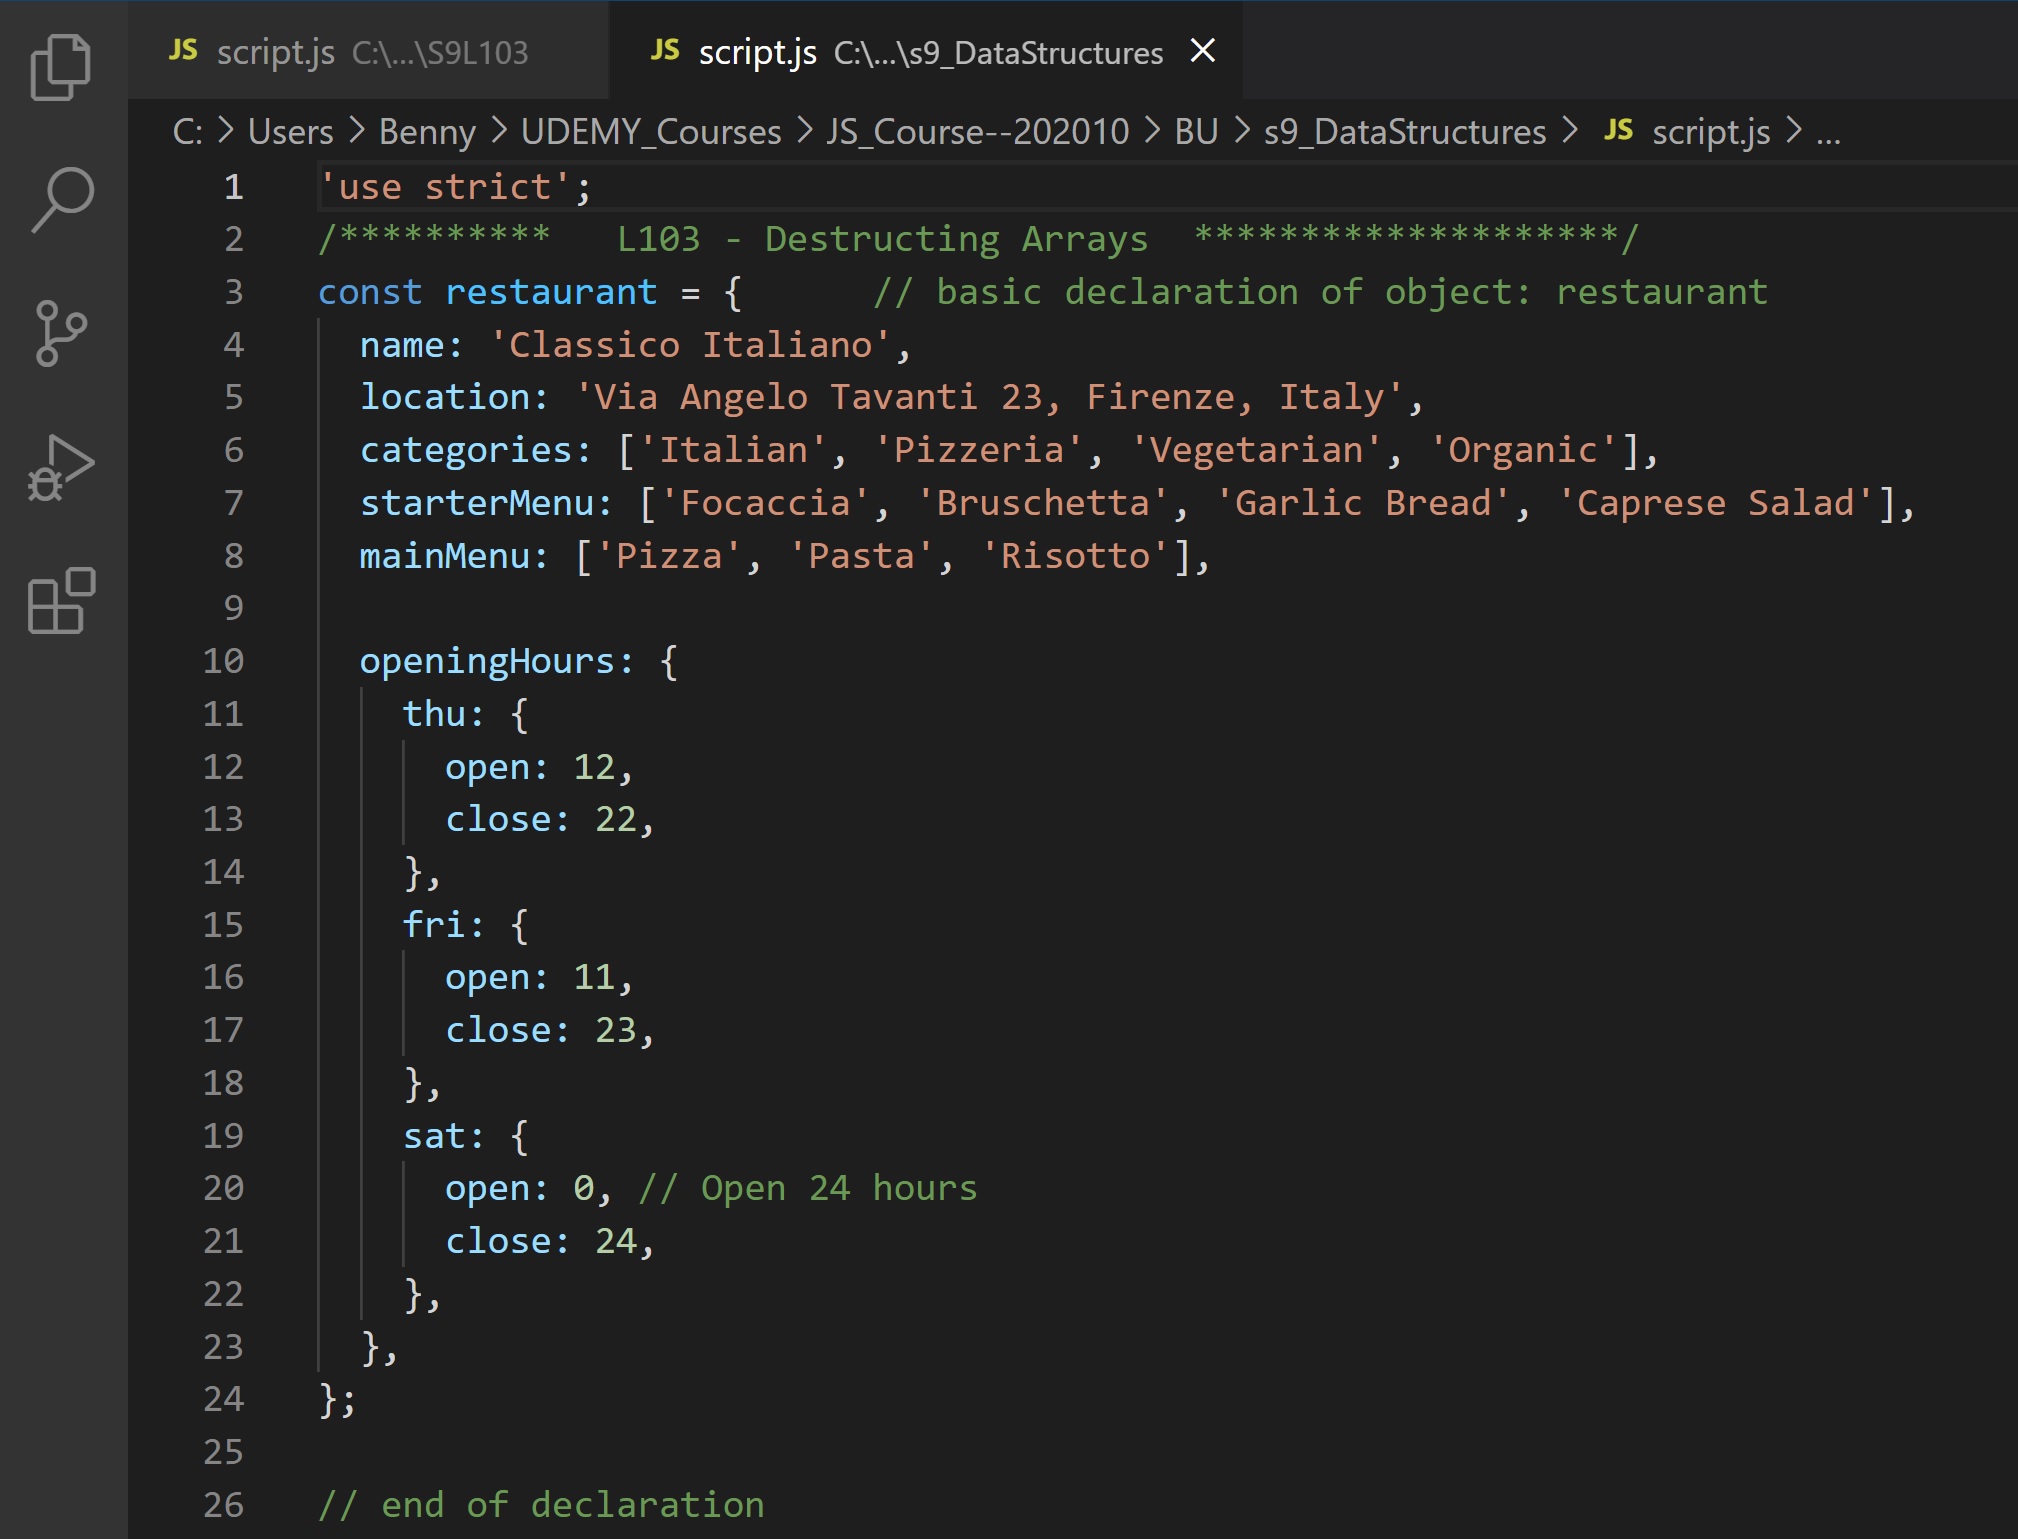 JS script.js C:\...\S9L103 JS script.js C:\...\s9_DataStructures
C: > Users > Benny > UDEMY_Courses > JS_Course--202010 > BU > s9_DataStructures > JS script.js > ...
1 'use strict';
2 /********** L103 - Destructing Arrays ********************/
3 const restaurant = { // basic declaration of object: restaurant
4 name: 'Classico Italiano',
5 location: 'Via Angelo Tavanti 23, Firenze, Italy',
6 categories: ['Italian', 'Pizzeria', 'Vegetarian', 'Organic'],
7 starterMenu: ['Focaccia', 'Bruschetta', 'Garlic Bread', 'Caprese Salad'],
8 mainMenu: ['Pizza', 'Pasta', 'Risotto'],
9
10 openingHours: {
11 thu: {
12 open: 12,
13 close: 22,
14 },
15 fri: {
16 open: 11,
17 close: 23,
18 },
19 sat: {
20 open: 0, // Open 24 hours
21 close: 24,
22 },
23 },
24 };
25
26 // end of declaration